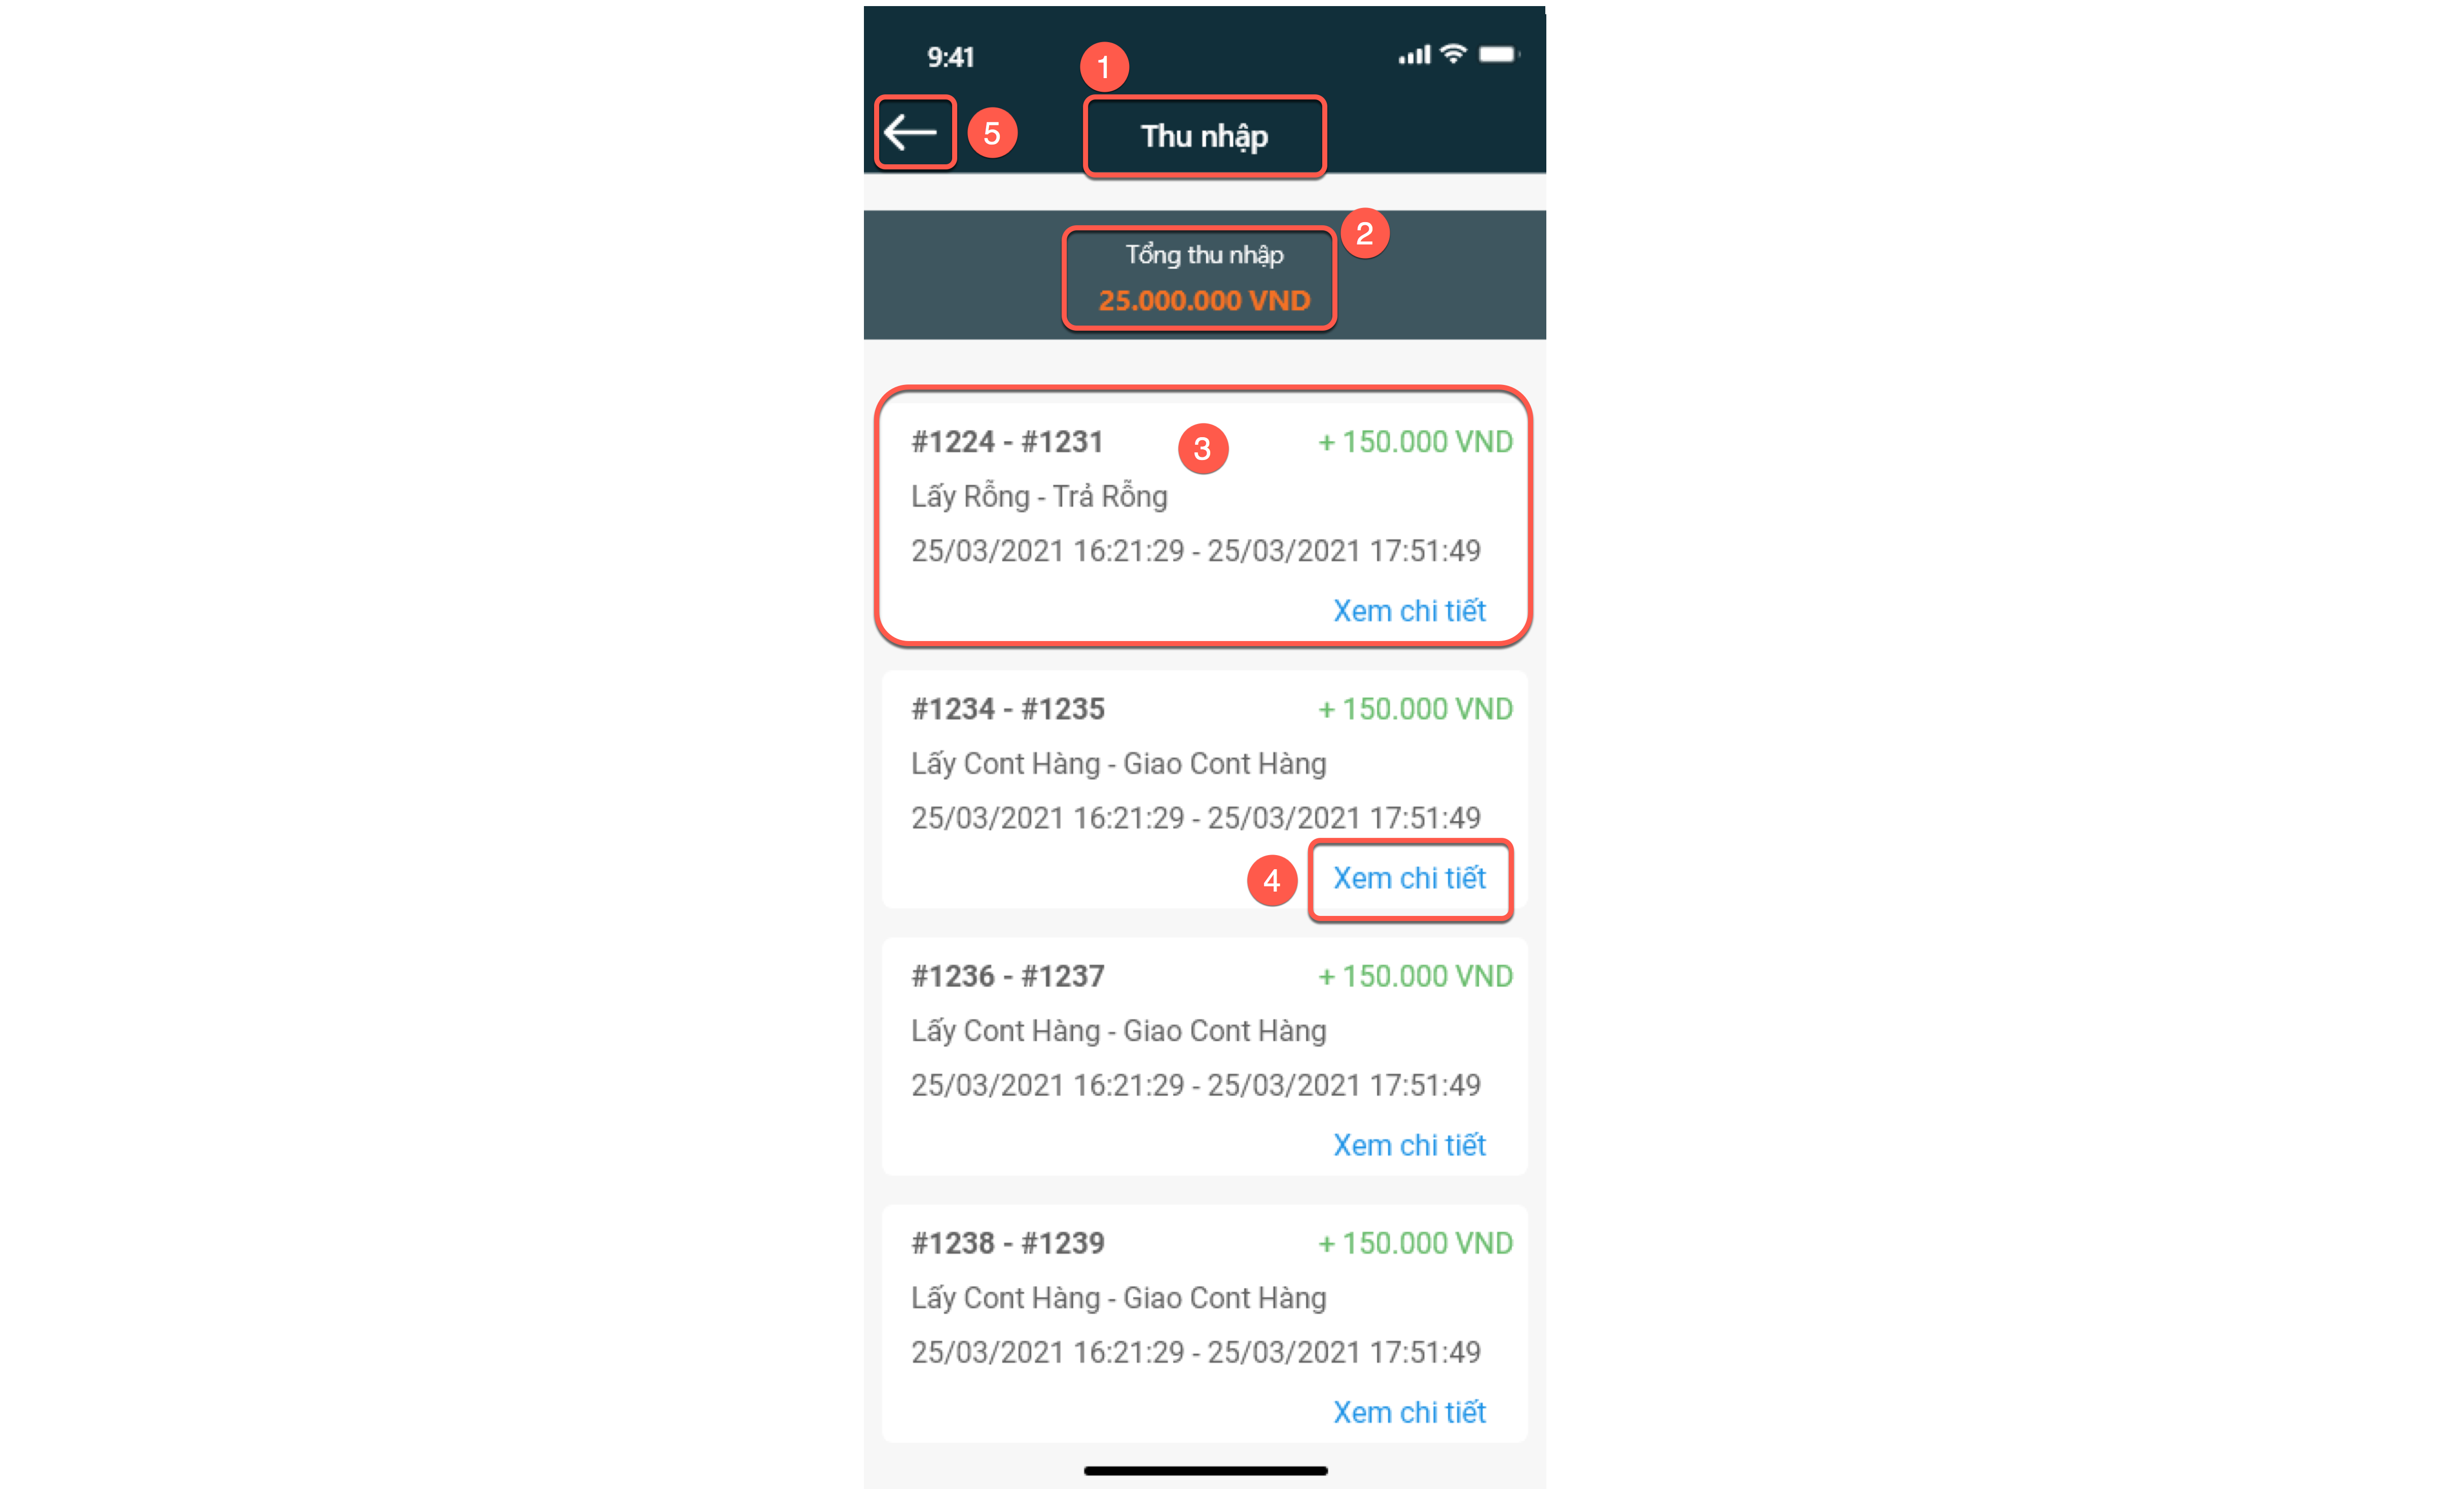 9:41
1
5
Thu nhập
2
Tổng thu nhập
25.000.000 VND
#1224 - #1231
3
+ 150.000 VND
Lấy Rỗng - Trả Rỗng
25/03/2021 16:21:29 - 25/03/2021 17:51:49
Xem chi tiết
#1234 - #1235
+ 150.000 VND
Lấy Cont Hàng - Giao Cont Hàng
25/03/2021 16:21:29 - 25/03/2021 17:51:49
4
Xem chi tiết
#1236 - #1237
+ 150.000 VND
Lấy Cont Hàng - Giao Cont Hàng
25/03/2021 16:21:29 - 25/03/2021 17:51:49
Xem chi tiết
#1238 - #1239
+ 150.000 VND
Lấy Cont Hàng - Giao Cont Hàng
25/03/2021 16:21:29 - 25/03/2021 17:51:49
Xem chi tiết